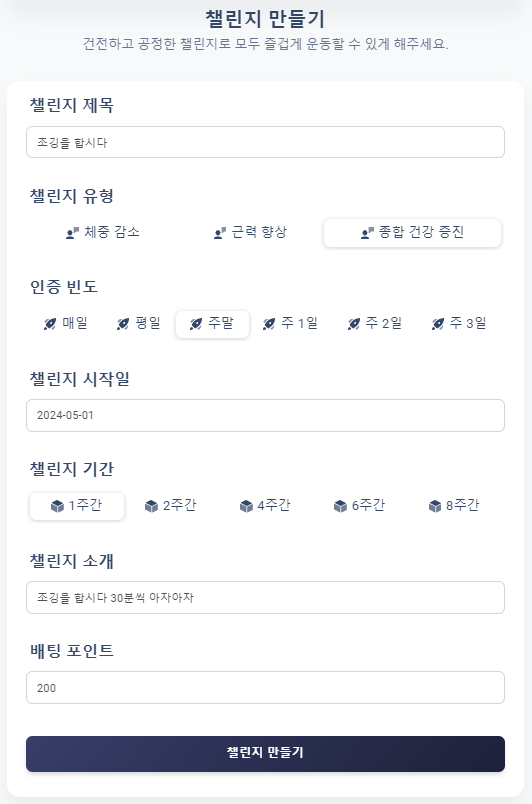 챌린지 만들기
건전하고 공정한 챌린지로 모두 즐겁게 운동할 수 있게 해주세요.
챌린지 제목
조깅을 합시다
챌린지 유형
체중 감소 근력 향상 종합 건강 증진
인증 빈도
매일 평일 주말 주 1일 주 2일 주 3일
챌린지 시작일
2024-05-01
챌린지 기간
1주간 2주간 4주간 6주간 8주간
챌린지 소개
조깅을 합시다 30분씩 아자아자
배팅 포인트
200
챌린지 만들기